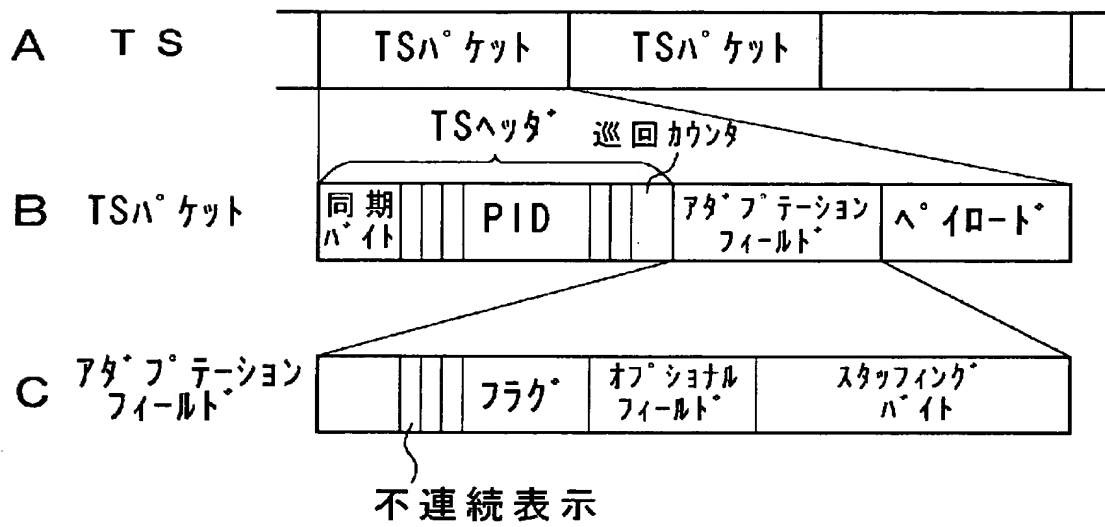 A TS TSパケット TSパケット
TSヘッダ 巡回カウンタ
B TSパケット 同期バイト PID アダプテーションフィールド ペイロード
C アダプテーションフィールド フラグ オプショナルフィールド スタッフィングバイト
不連続表示